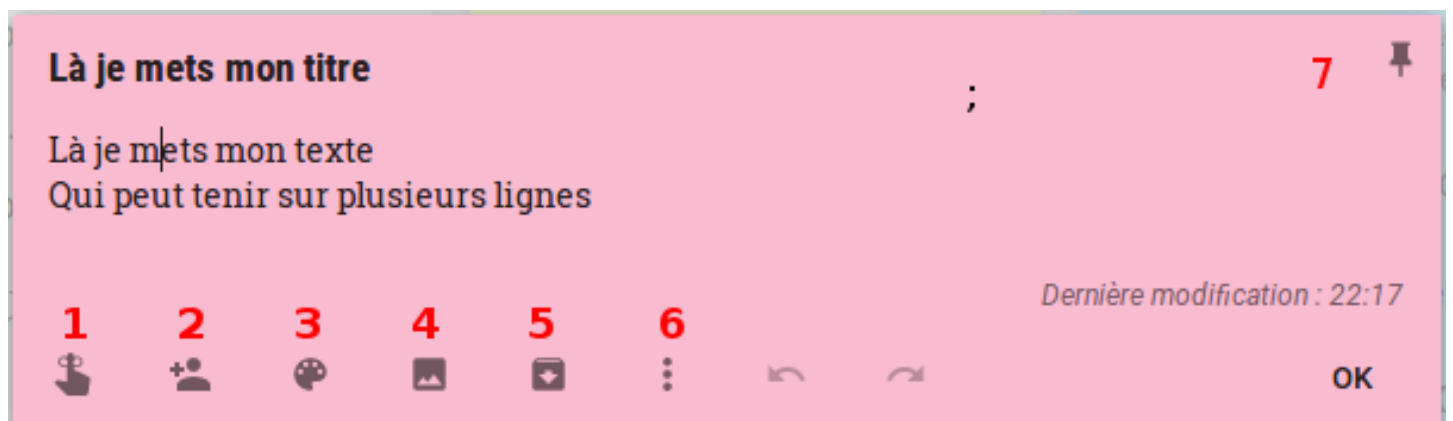 Là je mets mon titre
7
;
Là je mets mon texte
Qui peut tenir sur plusieurs lignes
Dernière modification : 22:17
1 2 3 4 5 6
OK